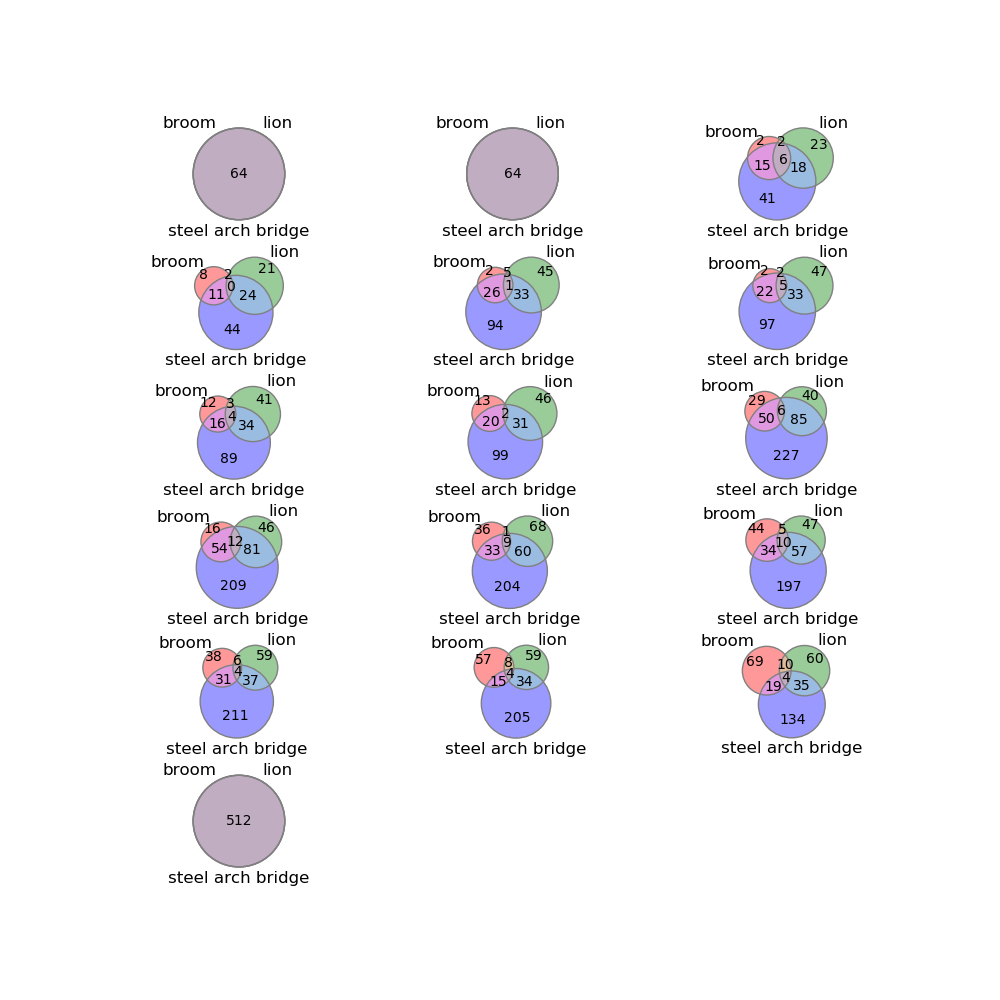 broom lion
64
steel arch bridge
broom lion
64
steel arch bridge
broom lion
2 2 23
15 6 18
41
steel arch bridge
broom lion
8 2 21
11 0 24
44
steel arch bridge
broom lion
2 5 45
26 1 33
94
steel arch bridge
broom lion
2 2 47
22 5 33
97
steel arch bridge
broom lion
12 3 41
16 4 34
89
steel arch bridge
broom lion
13 46
20 2 31
99
steel arch bridge
broom lion
29 40
50 6 85
227
steel arch bridge
broom lion
16 46
54 12 81
209
steel arch bridge
broom lion
36 1 68
33 9 60
204
steel arch bridge
broom lion
44 5 47
34 10 57
197
steel arch bridge
broom lion
38 6 59
31 4 37
211
steel arch bridge
broom lion
57 8 59
15 4 34
205
steel arch bridge
broom lion
69 10 60
19 4 35
134
steel arch bridge
broom lion
512
steel arch bridge